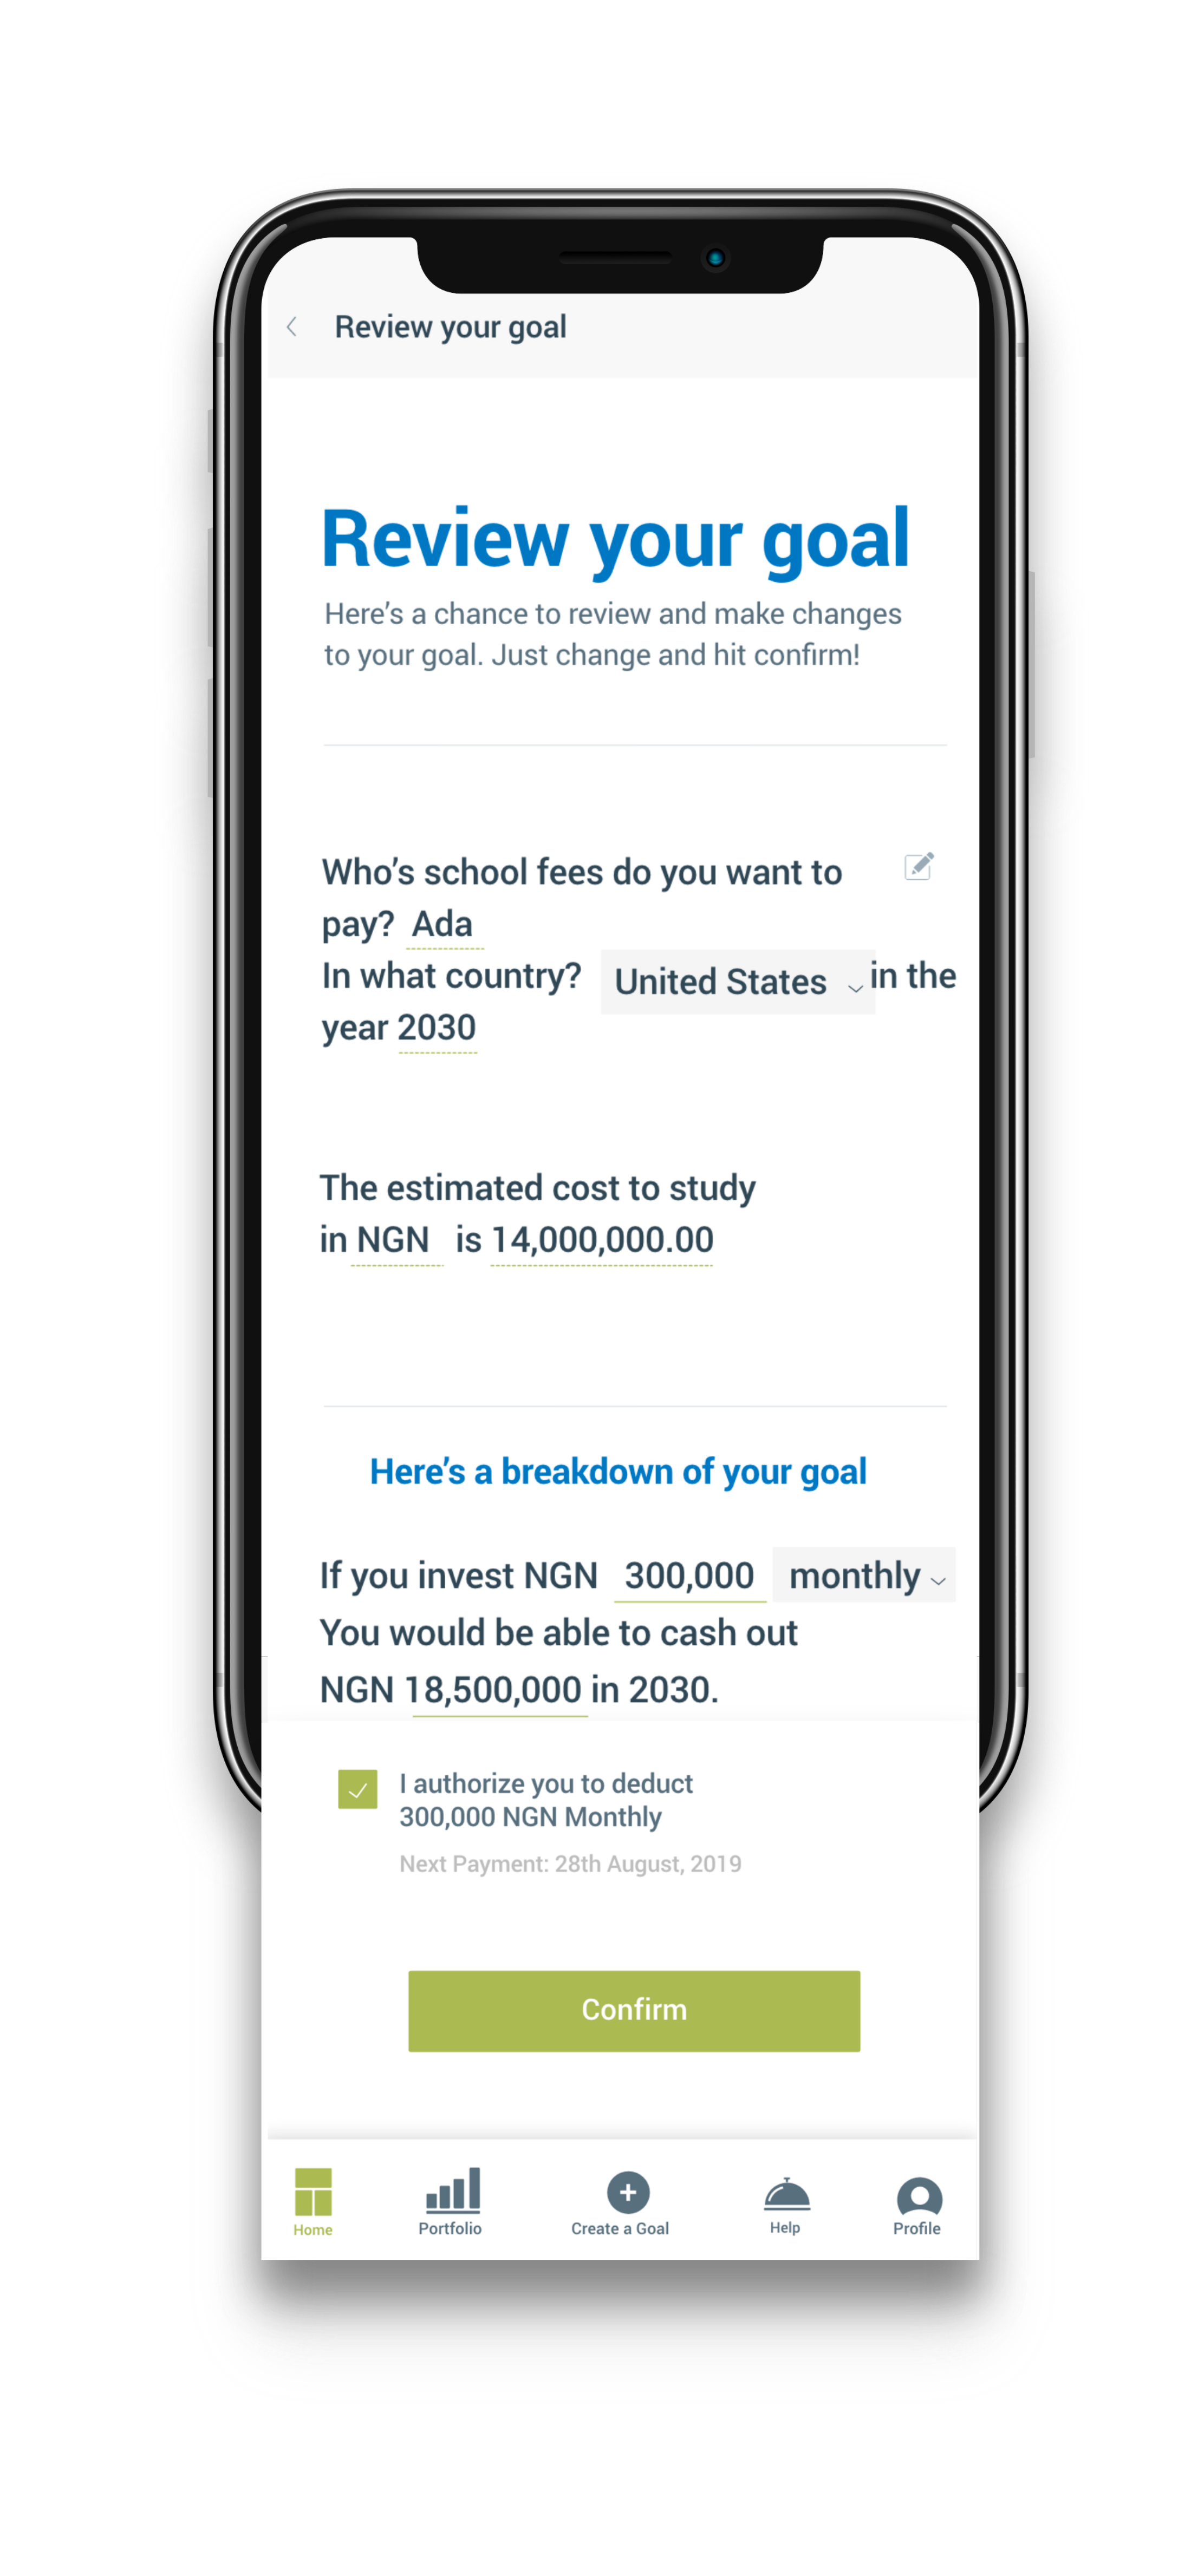 Review your goal
Review your goal
Here's a chance to review and make changes
to your goal. Just change and hit confirm!
Who's school fees do you want to
pay? Ada
In what country? United States in the
year 2030
The estimated cost to study
in NGN is 14,000,000.00
Here's a breakdown of your goal
If you invest NGN 300,000 monthly
You would be able to cash out
NGN 18,500,000 in 2030.
I authorize you to deduct
300,000 NGN Monthly
Next Payment: 28th August, 2019
Confirm
Home Portfolio Create a Goal Help Profile